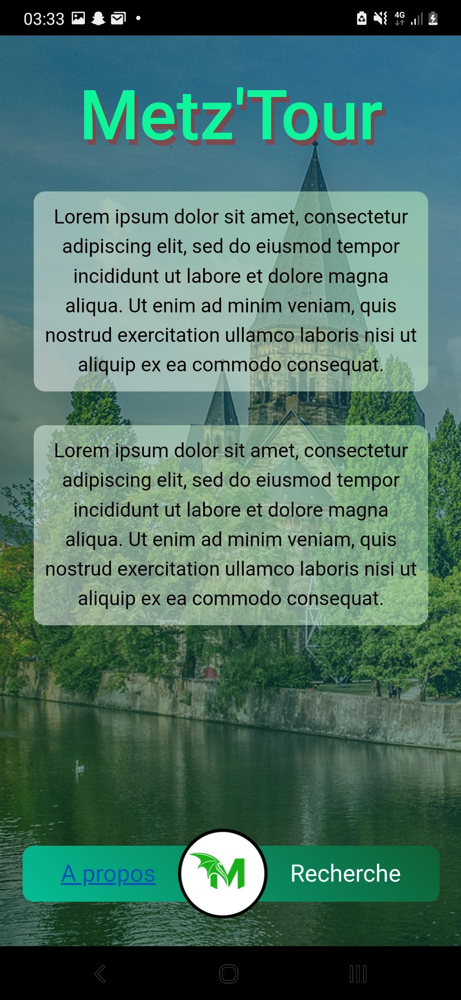 03:33
4G
Metz'Tour
Lorem ipsum dolor sit amet, consectetur
adipiscing elit, sed do eiusmod tempor
incididunt ut labore et dolore magna
aliqua. Ut enim ad minim veniam, quis
nostrud exercitation ullamco laboris nisi ut
aliquip ex ea commodo consequat.
Lorem ipsum dolor sit amet, consectetur
adipiscing elit, sed do eiusmod tempor
incididunt ut labore et dolore magna
aliqua. Ut enim ad minim veniam, quis
nostrud exercitation ullamco laboris nisi ut
aliquip ex ea commodo consequat.
A propos
M
Recherche